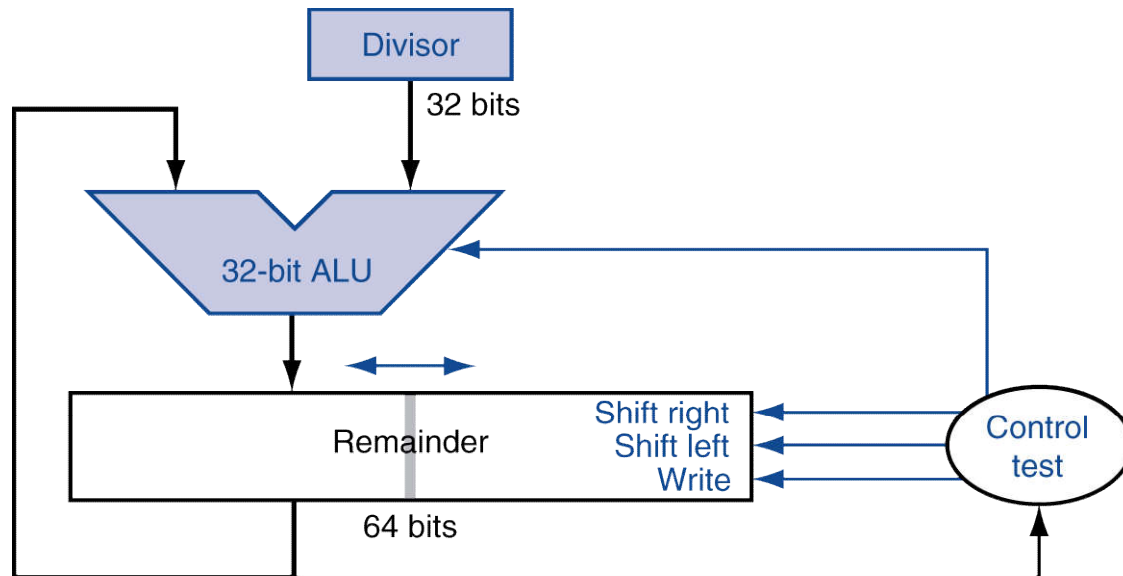 Divisor
32 bits
32-bit ALU
Remainder
Shift right
Shift left
Write
Control
test
64 bits